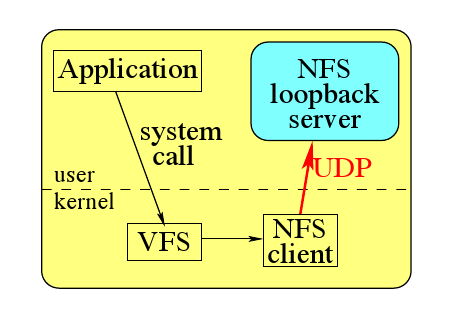 Application
NFS
loopback
server
system
call
UDP
user
kernel
VFS
NFS
client